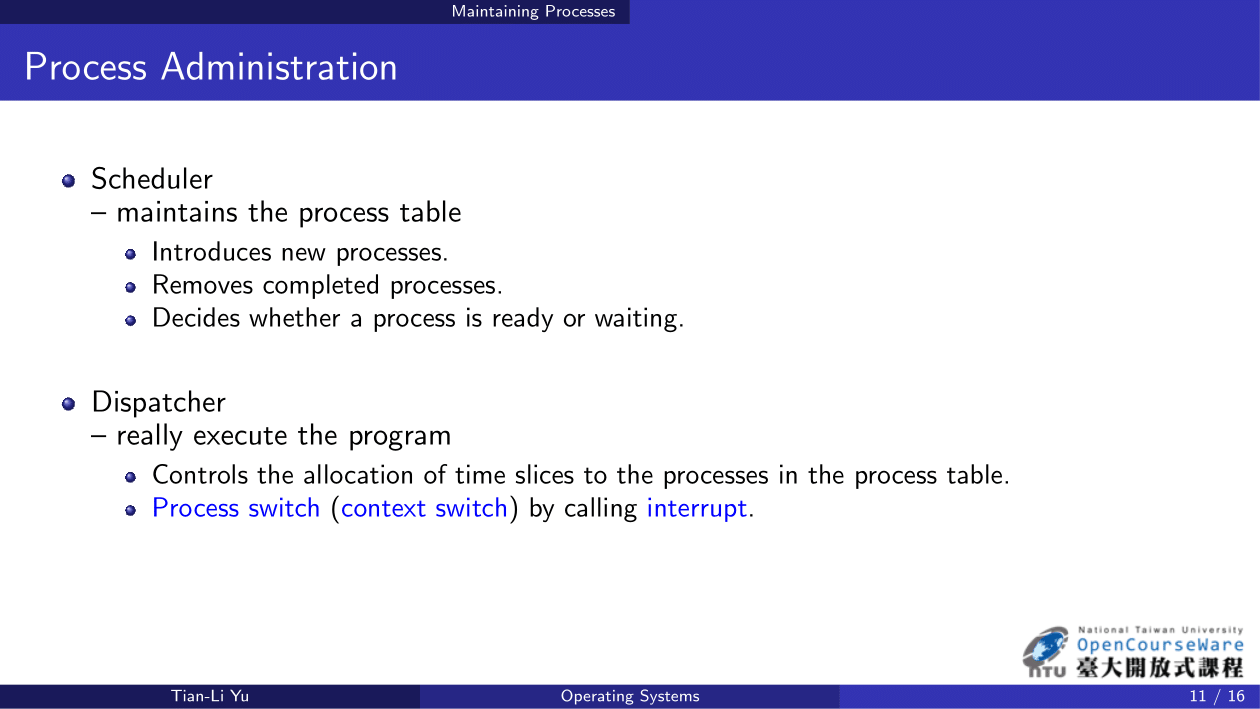 Maintaining Processes
Process Administration
Scheduler
– maintains the process table
Introduces new processes.
Removes completed processes.
Decides whether a process is ready or waiting.
Dispatcher
– really execute the program
Controls the allocation of time slices to the processes in the process table.
Process switch (context switch) by calling interrupt.
National Taiwan University
OpenCourseWare
NTU 臺大開放式課程
Tian-Li Yu
Operating Systems
11 / 16